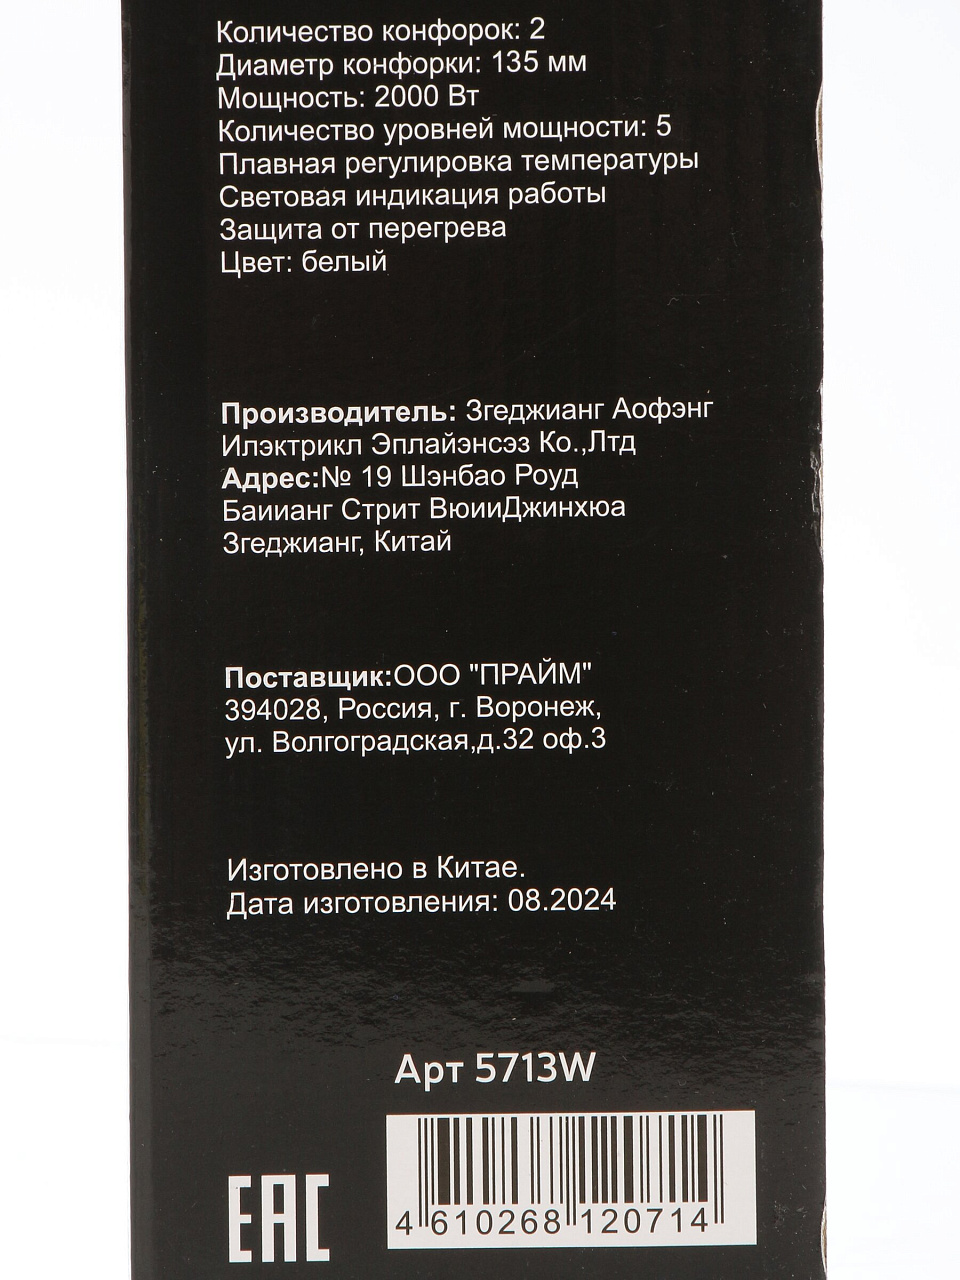 Количество конфорок: 2
Диаметр конфорки: 135 мм
Мощность: 2000 Вт
Количество уровней мощности: 5
Плавная регулировка температуры
Световая индикация работы
Защита от перегрева
Цвет: белый
Производитель: Згеджианг Аофэнг
Илэктрикл Эплайэнсэз Ко.,Лтд
Адрес:№ 19 Шэнбао Роуд
Баиианг Стрит ВюииДжинхюа
Згеджианг, Китай
Поставщик:ООО "ПРАЙМ"
394028, Россия, г. Воронеж,
ул. Волгоградская,д.32 оф.3
Изготовлено в Китае.
Дата изготовления: 08.2024
Арт 5713W
EAC
4 610268 120714